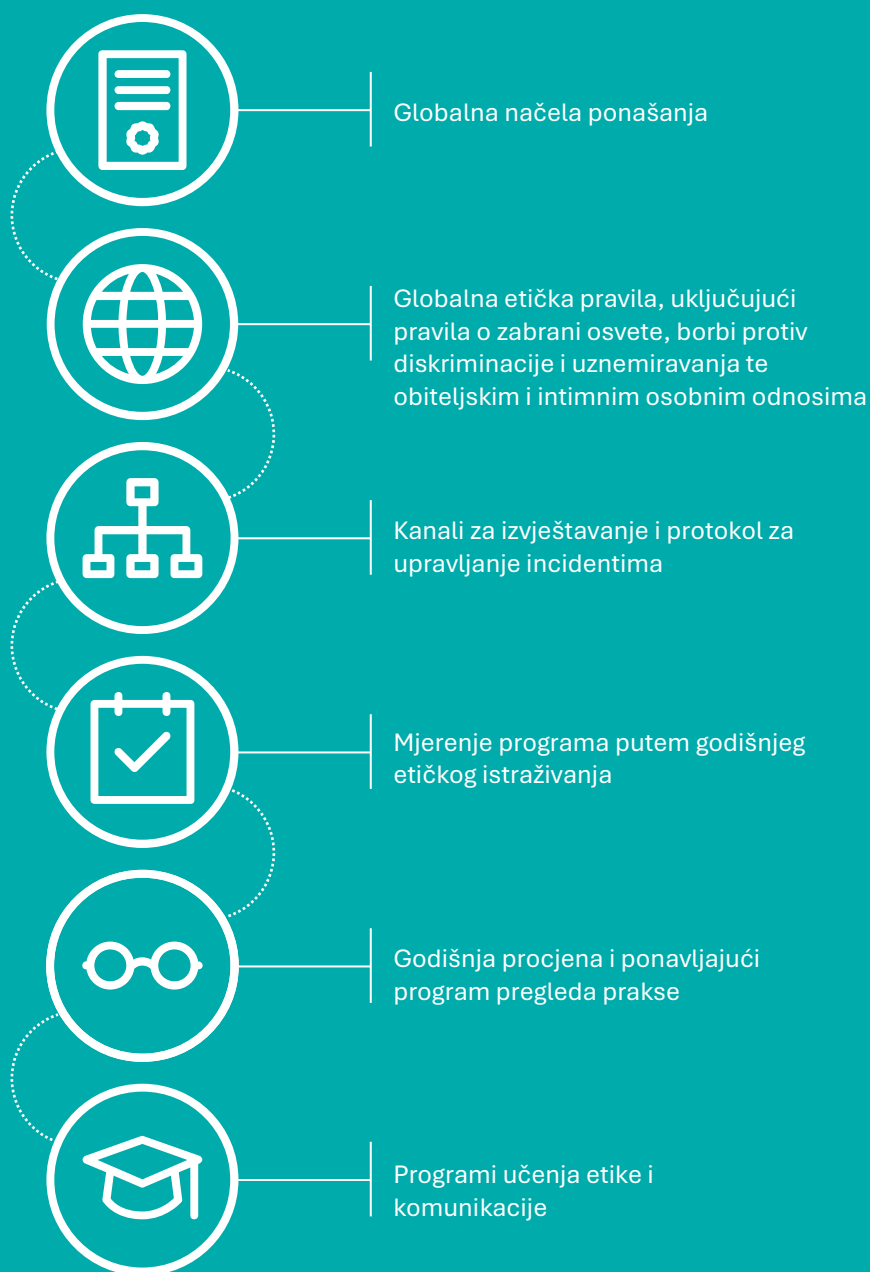 Globalna načela ponašanja
Globalna etička pravila, uključujući
pravila o zabrani osvete, borbi protiv
diskriminacije i uznemiravanja te
obiteljskim i intimnim osobnim odnosima
Kanali za izvještavanje i protokol za
upravljanje incidentima
Mjerenje programa putem godišnjeg
etičkog istraživanja
Godišnja procjena i ponavljajući
program pregleda prakse
Programi učenja etike i
komunikacije